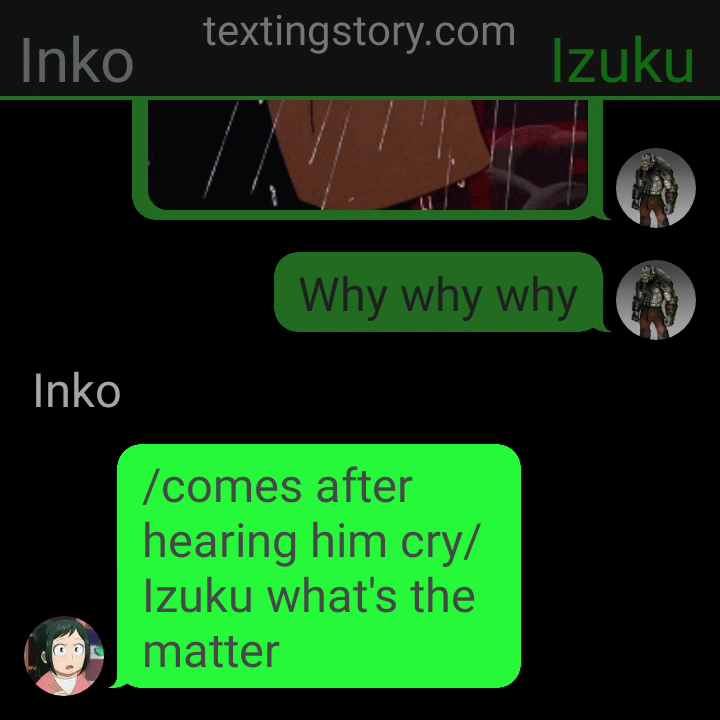 textingstory.com
Inko
Izuku
Why why why
Inko
/comes after
hearing him cry/
Izuku what's the
matter